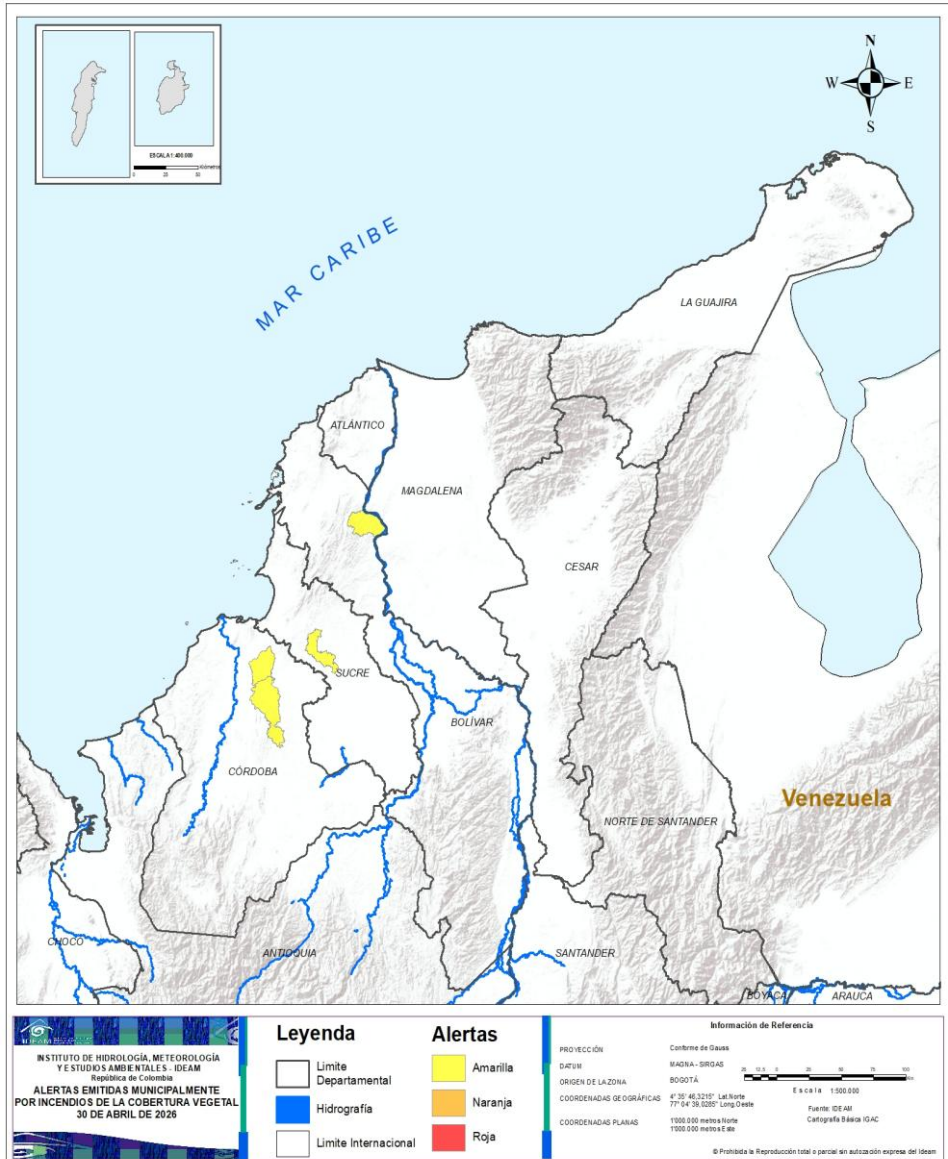 ESCALA 1: 400.000
Kilómetros
0 20 30
N
W E
S
MAR CARIBE
LA GUAJIRA
ATLÁNTICO
MAGDALENA
CESAR
SUCRE
BOLÍVAR
CÓRDOBA
Venezuela
NORTE DE SANTANDER
CHOCO
ANTIOQUIA
SANTANDER
BOYACÁ
ARAUCA
IDEAM
INSTITUTO DE HIDROLOGÍA, METEOROLOGÍA
Y ESTUDIOS AMBIENTALES - IDEAM
República de Colombia
ALERTAS EMITIDAS MUNICIPALMENTE
POR INCENDIOS DE LA COBERTURA VEGETAL
30 DE ABRIL DE 2026
Leyenda
Limite
Departamental
Hidrografía
Limite Internacional
Alertas
Amarilla
Naranja
Roja
Información de Referencia
PROYECCIÓN Conforme de Gauss
DATUM MAGNA - SIRGAS
ORIGEN DE LA ZONA BOGOTÁ
COORDENADAS GEOGRÁFICAS 4° 35' 46,3215" Lat.Norte
77° 04' 39,0285" Long.Oeste
COORDENADAS PLANAS 1'000.000 metros Norte
1'000.000 metros Este
Escala 1:500.000
Fuente: IDEAM
Cartografía Básica IGAC
© Prohibida la Reproducción total o parcial sin autorización expresa del Ideam